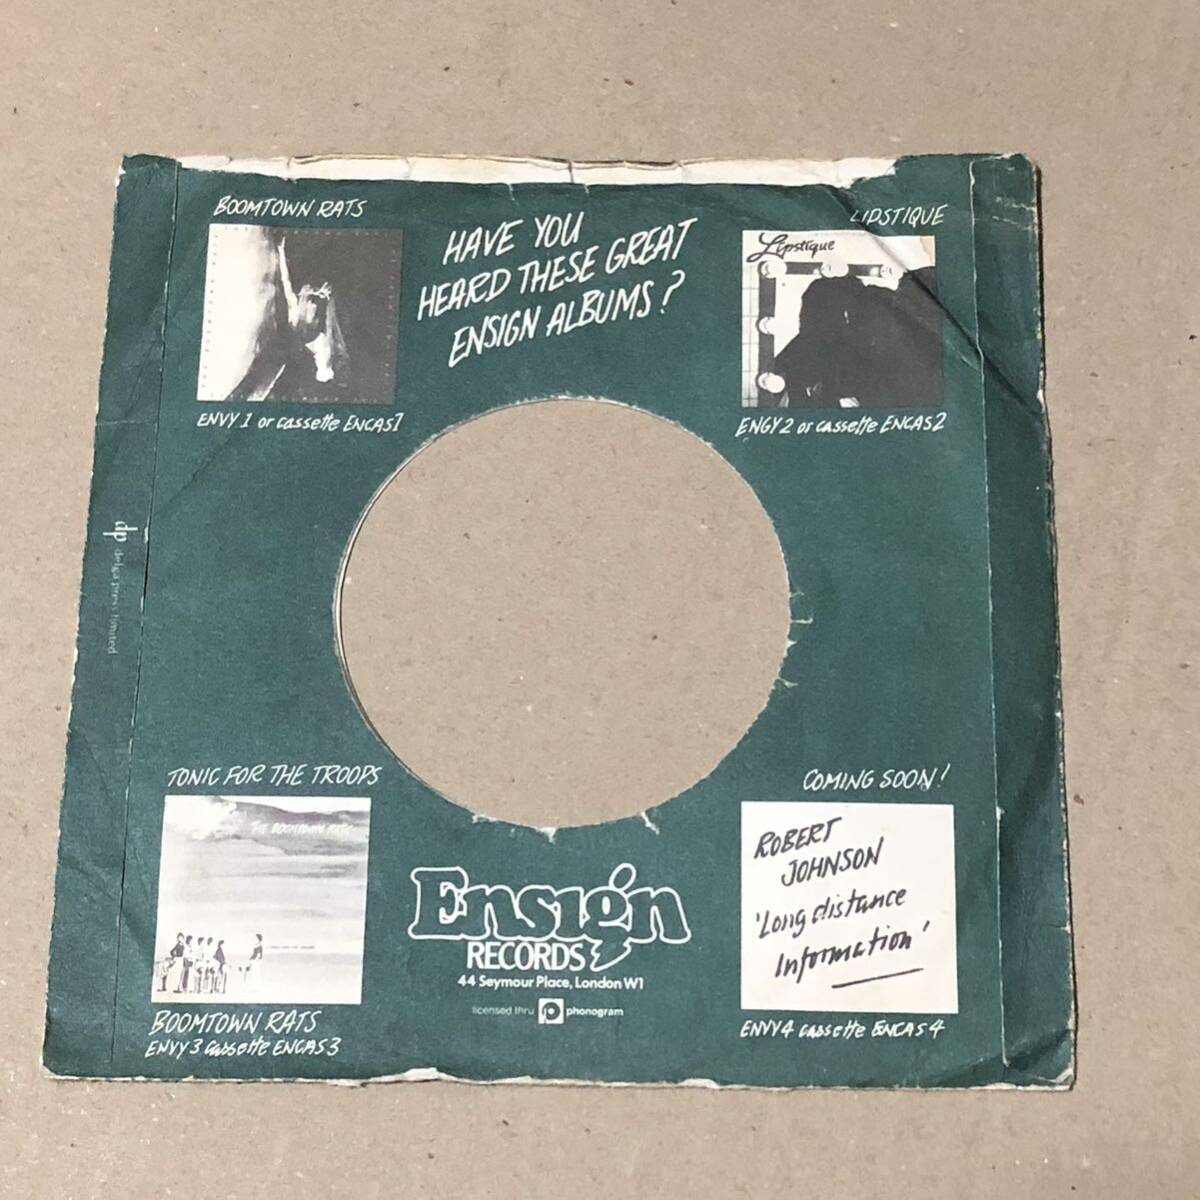 BOOMTOWN RATS
ENVY 1 or cassette ENCAS 1
HAVE YOU
HEARD THESE GREAT
ENSIGN ALBUMS?
LIPSTIQUE
Lipstique
ENGY 2 or cassette ENCAS 2
dp delga press limited
TONIC FOR THE TROOPS
THE BOOMTOWN RATS
BOOMTOWN RATS
ENVY 3 cassette ENCAS 3
Ensign
RECORDS
44 Seymour Place, London W1
licensed thru p phonogram
COMING SOON!
ROBERT
JOHNSON
'Long distance
Information'
ENVY 4 cassette ENCAS 4